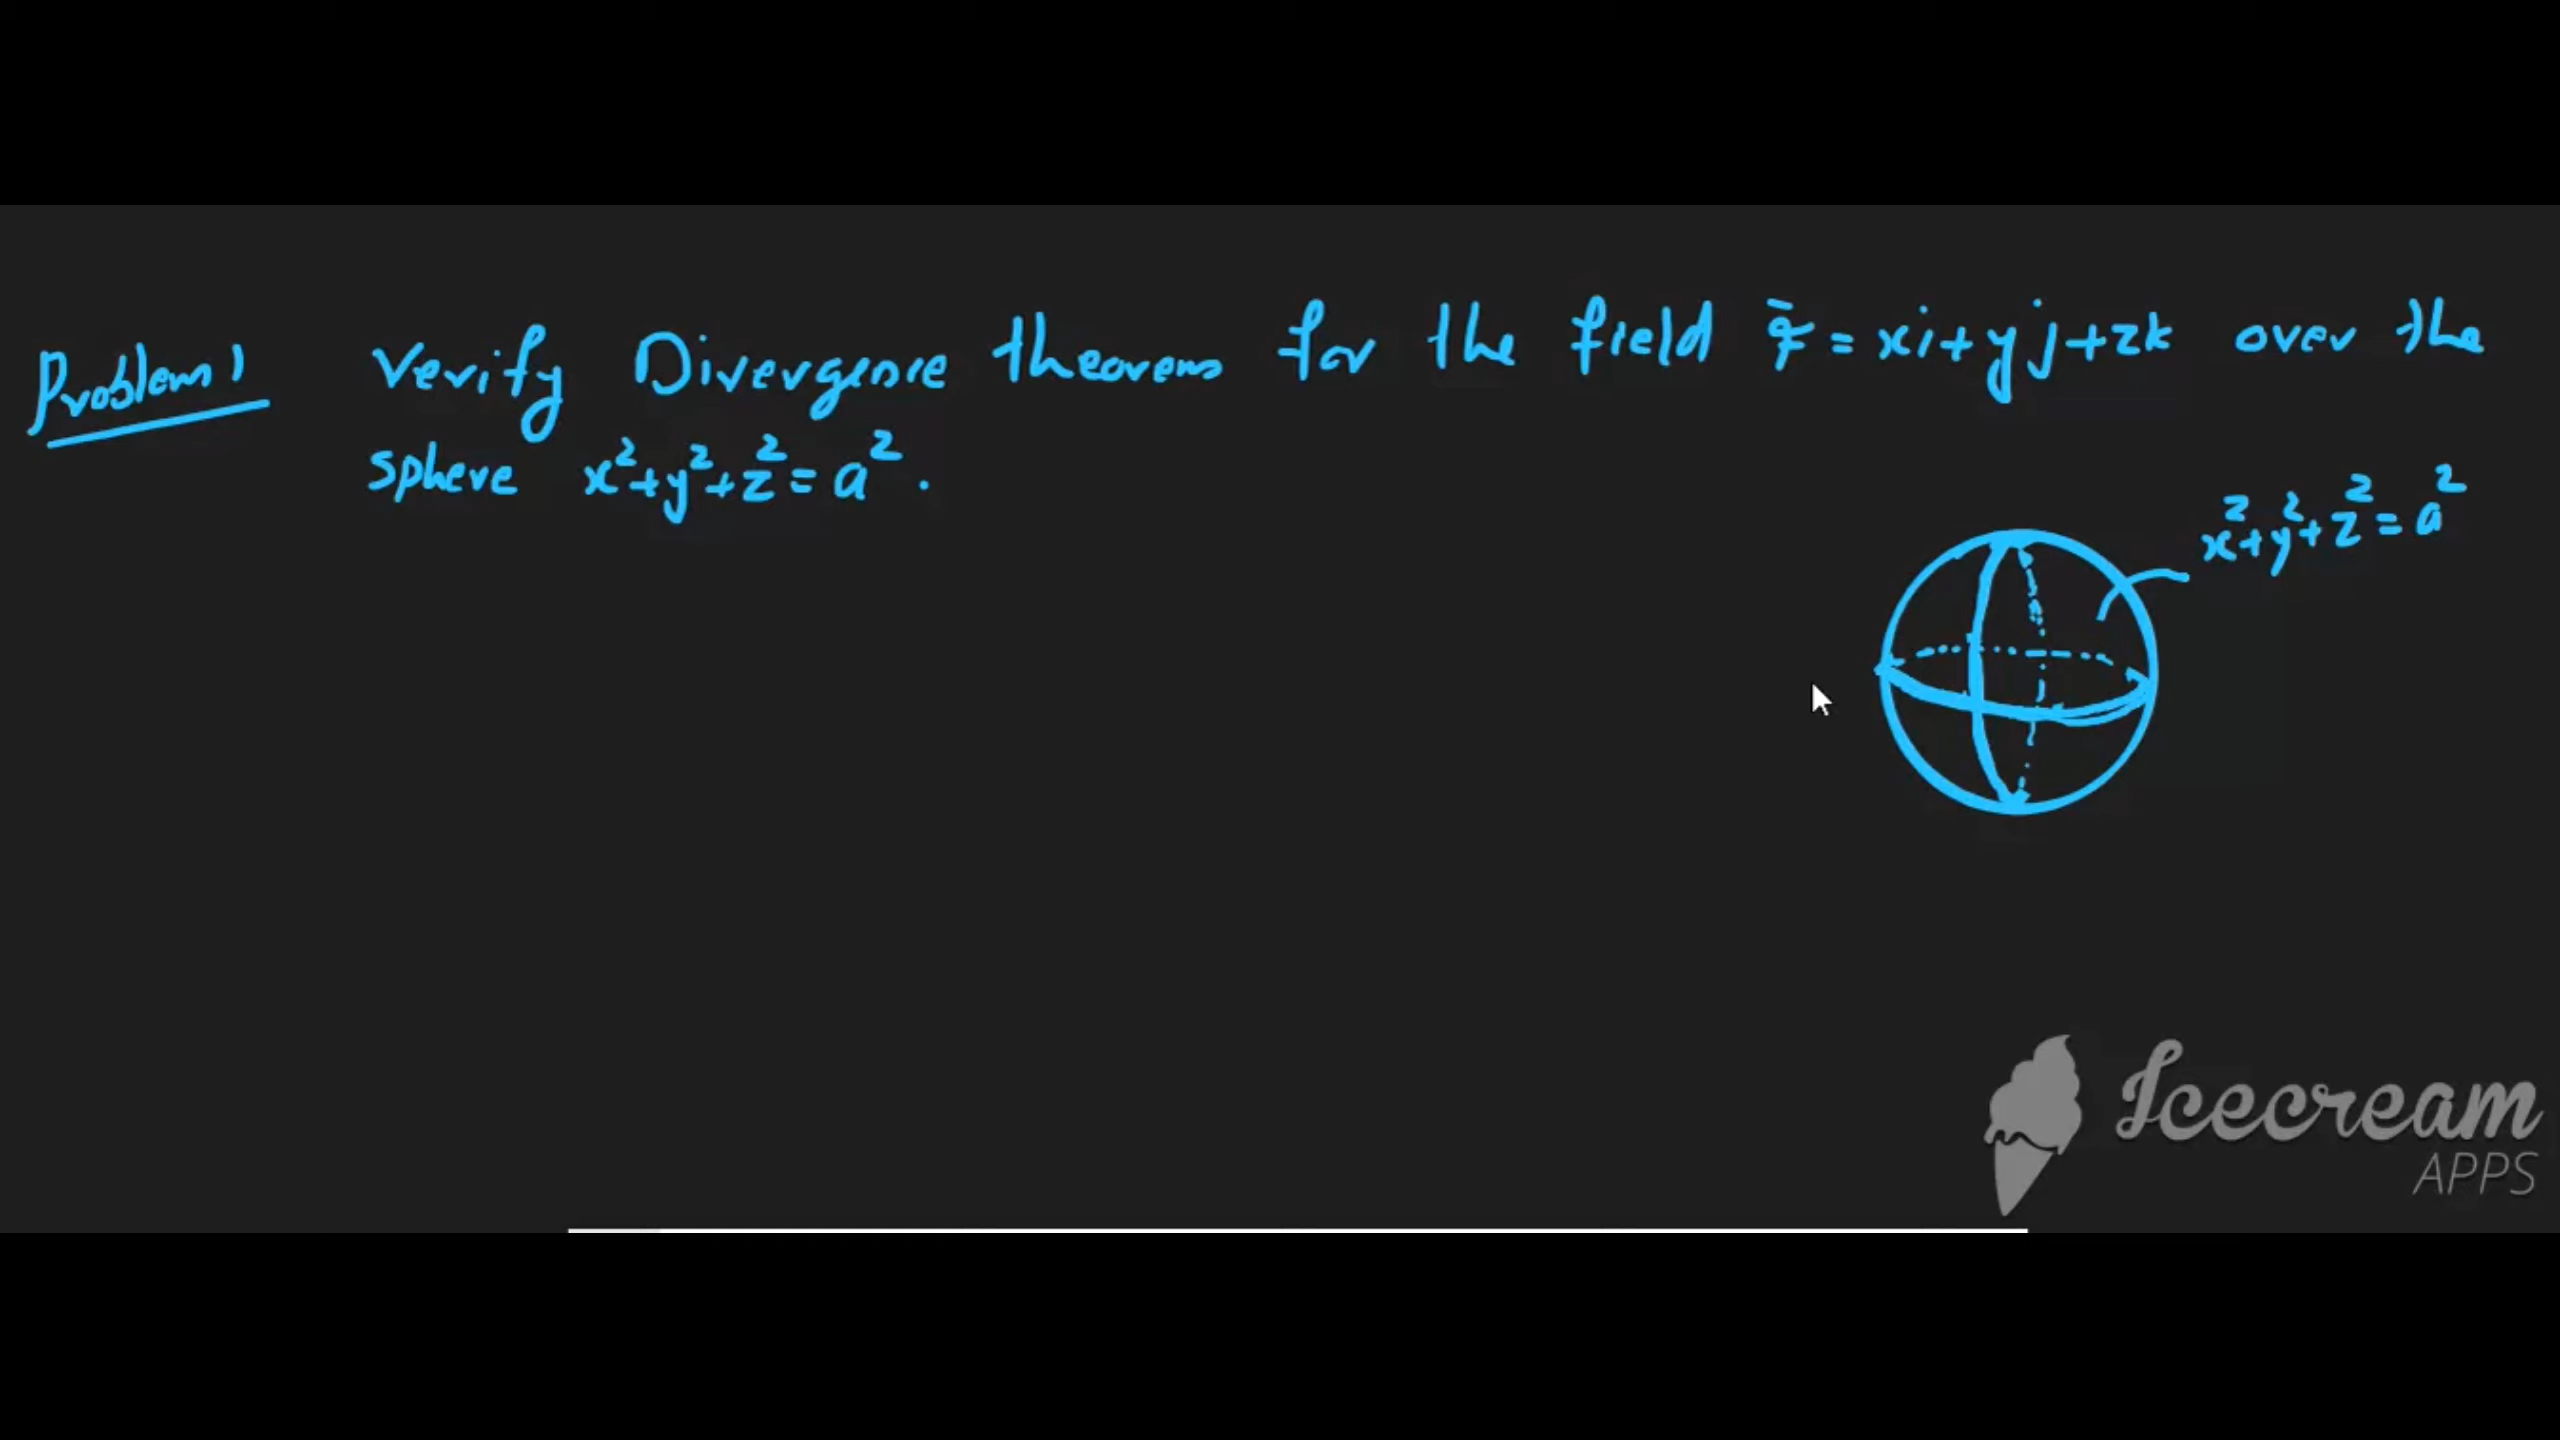 Problem 1 Verify Divergence theorem for the field F̄ = xi+yj+zk over the
sphere x²+y²+z² = a².
x²+y²+z² = a²
Icecream
APPS